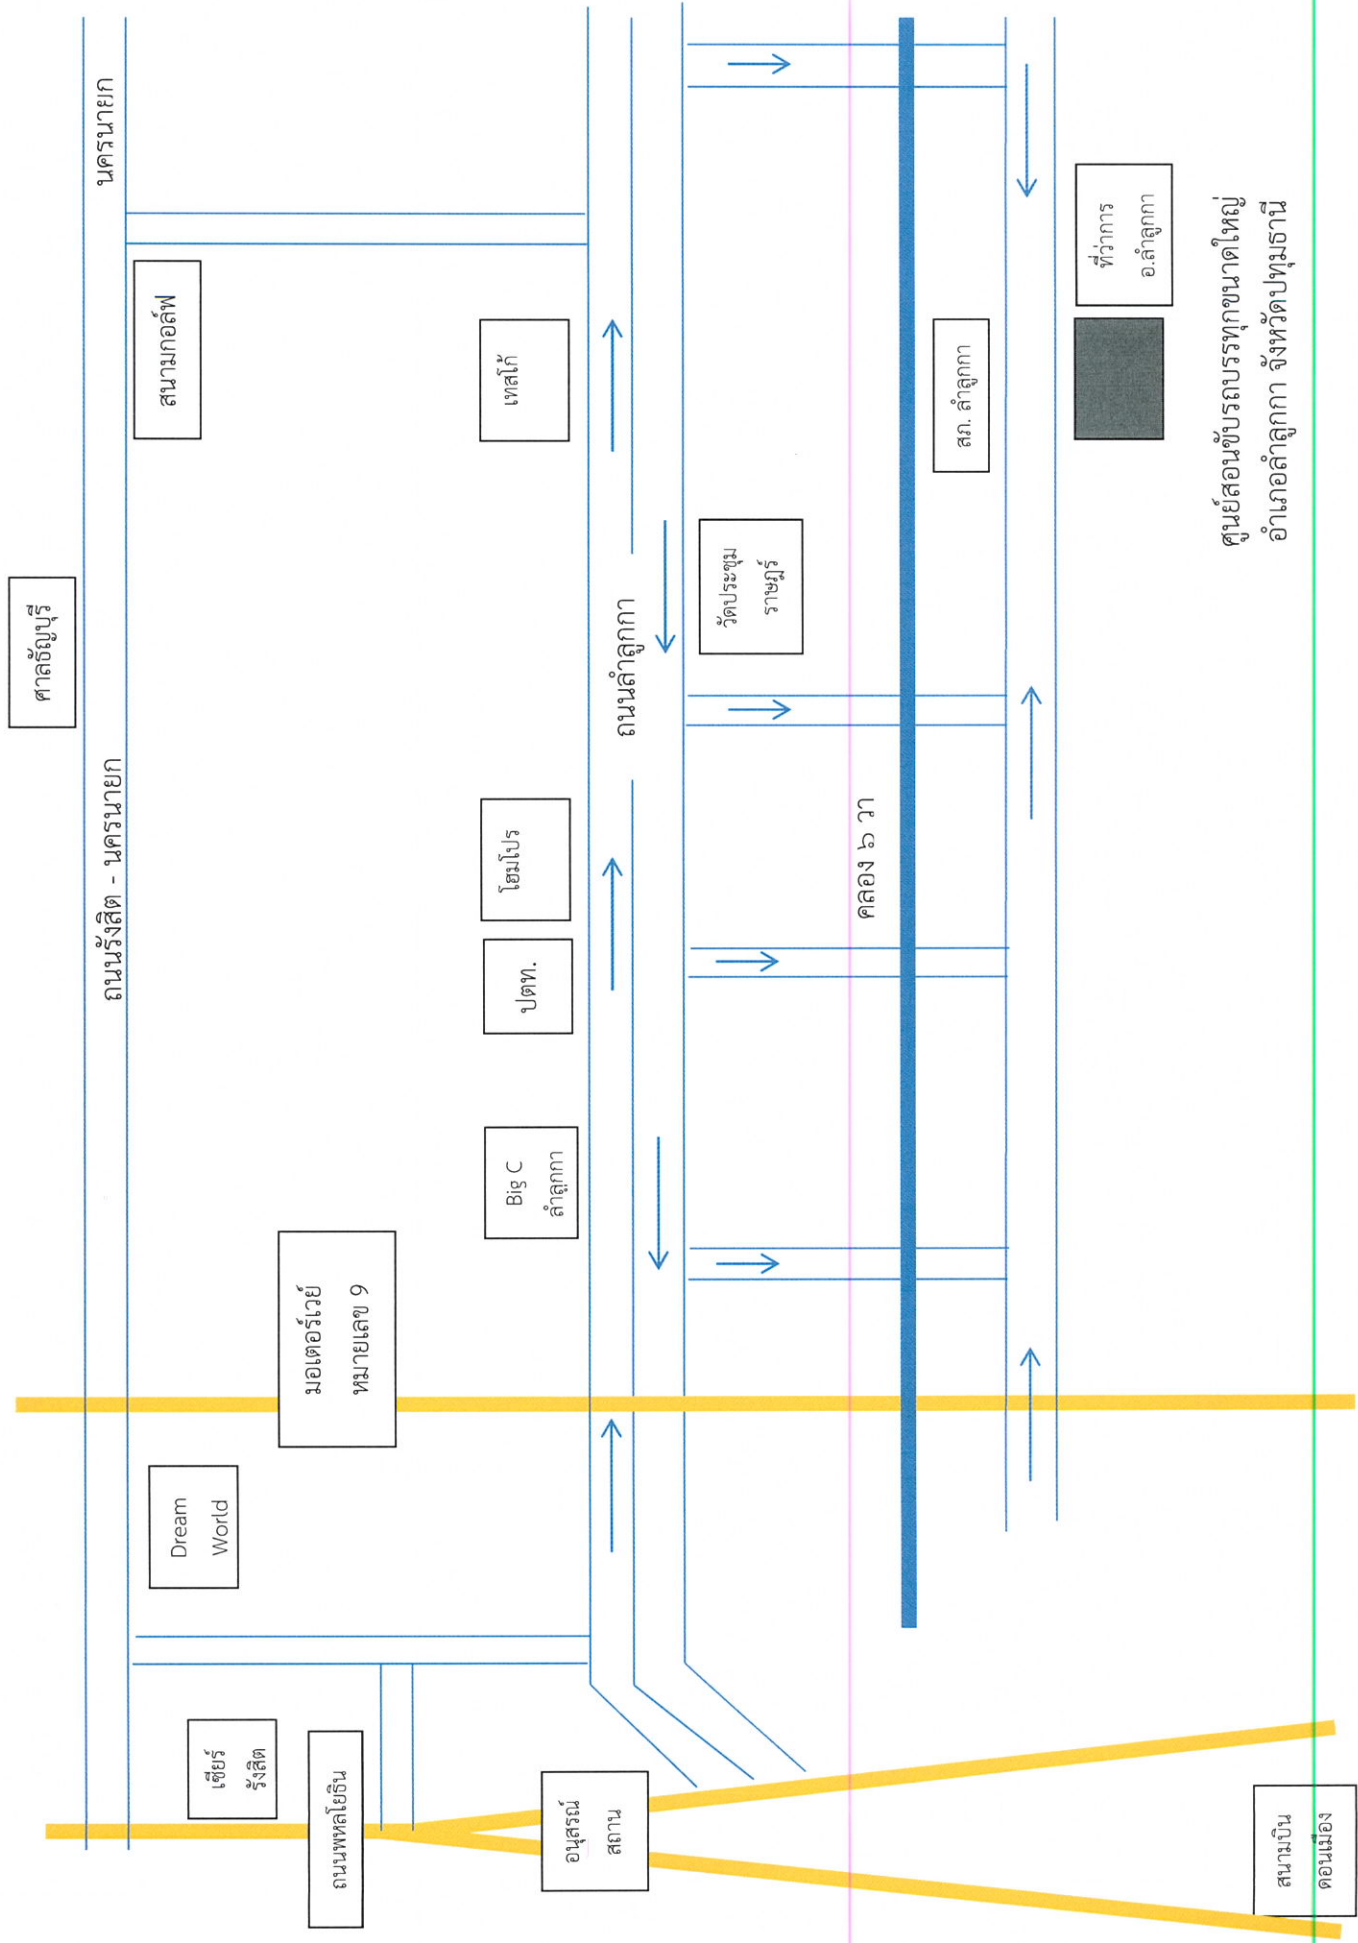 ศาลธัญบุรี
ถนนรังสิต - นครนายก
นครนายก
Dream
World
สนามกอล์ฟ
เซียร์
รังสิต
ถนนพหลโยธิน
มอเตอร์เวย์
หมายเลข 9
Big C
ลำลูกกา
ปตท.
โฮมโปร
เทสโก้
อนุสรณ์
สถาน
ถนนลำลูกกา
วัดประชุม
ราษฎร์
คลอง ๖ วา
สภ. ลำลูกกา
ที่ว่าการ
อ.ลำลูกกา
ศูนย์สอนขับรถบรรทุกขนาดใหญ่
อำเภอลำลูกกา จังหวัดปทุมธานี
สนามบิน
ดอนเมือง